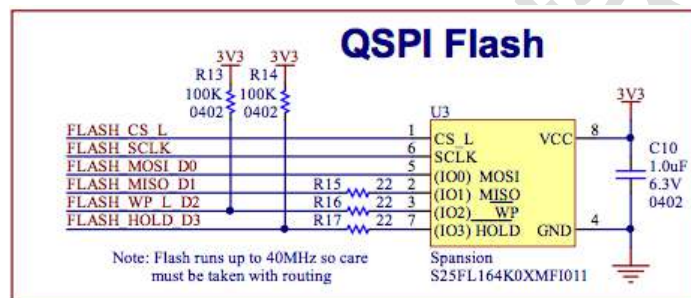 QSPI Flash
3V3 3V3
R13 R14
100K 100K
0402 0402
3V3
U3
FLASH_CS_L 1 CS_L VCC 8
FLASH_SCLK 6 SCLK
FLASH_MOSI_D0 5 (IO0) MOSI
FLASH_MISO_D1 R15 22 2 (IO1) MISO
FLASH_WP_L_D2 R16 22 3 (IO2) WP
FLASH_HOLD_D3 R17 22 7 (IO3) HOLD GND 4
C10
1.0uF
6.3V
0402
Note: Flash runs up to 40MHz so care
must be taken with routing
Spansion
S25FL164K0XMFI011